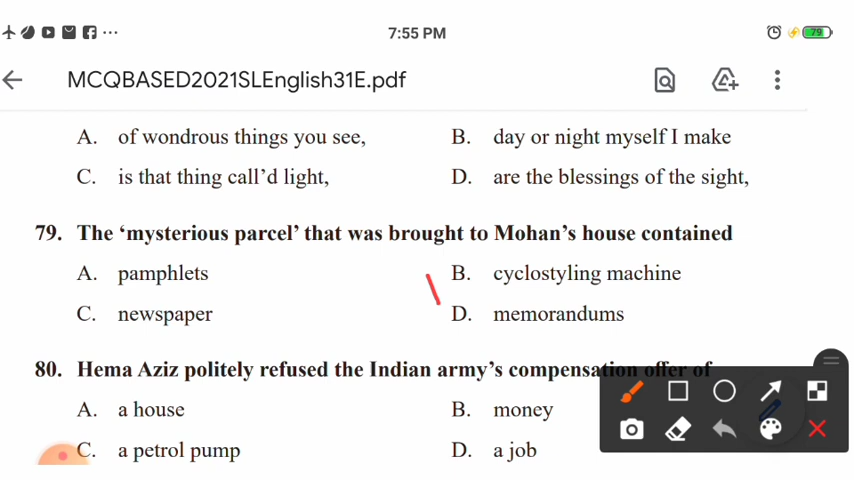 7:55 PM
79
MCQBASED2021SLEnglish31E.pdf
A. of wondrous things you see, B. day or night myself I make
C. is that thing call’d light, D. are the blessings of the sight,
79. The ‘mysterious parcel’ that was brought to Mohan’s house contained
A. pamphlets B. cyclostyling machine
C. newspaper D. memorandums
80. Hema Aziz politely refused the Indian army’s compensation offer of
A. a house B. money
C. a petrol pump D. a job